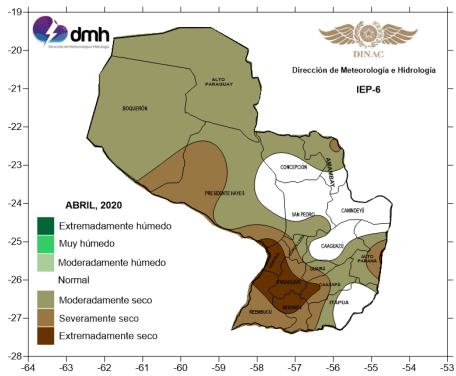 dmh
Dirección de Meteorología e Hidrología
DINAC
Dirección de Meteorología e Hidrología
IEP-6
-19
-20
-21
-22
-23
-24
-25
-26
-27
-28
ALTO
PARAGUAY
BOQUERÓN
CONCEPCIÓN
AMAMBAY
PRESIDENTE HAYES
SAN PEDRO
CANINDEYÚ
CAAGUAZÚ
ALTO
PARANÁ
GUAIRÁ
CAAZAPÁ
PARAGUARÍ
ITAPÚA
MISIONES
ÑEEMBUCÚ
ABRIL, 2020
Extremadamente húmedo
Muy húmedo
Moderadamente húmedo
Normal
Moderadamente seco
Severamente seco
Extremadamente seco
-64
-63
-62
-61
-60
-59
-58
-57
-56
-55
-54